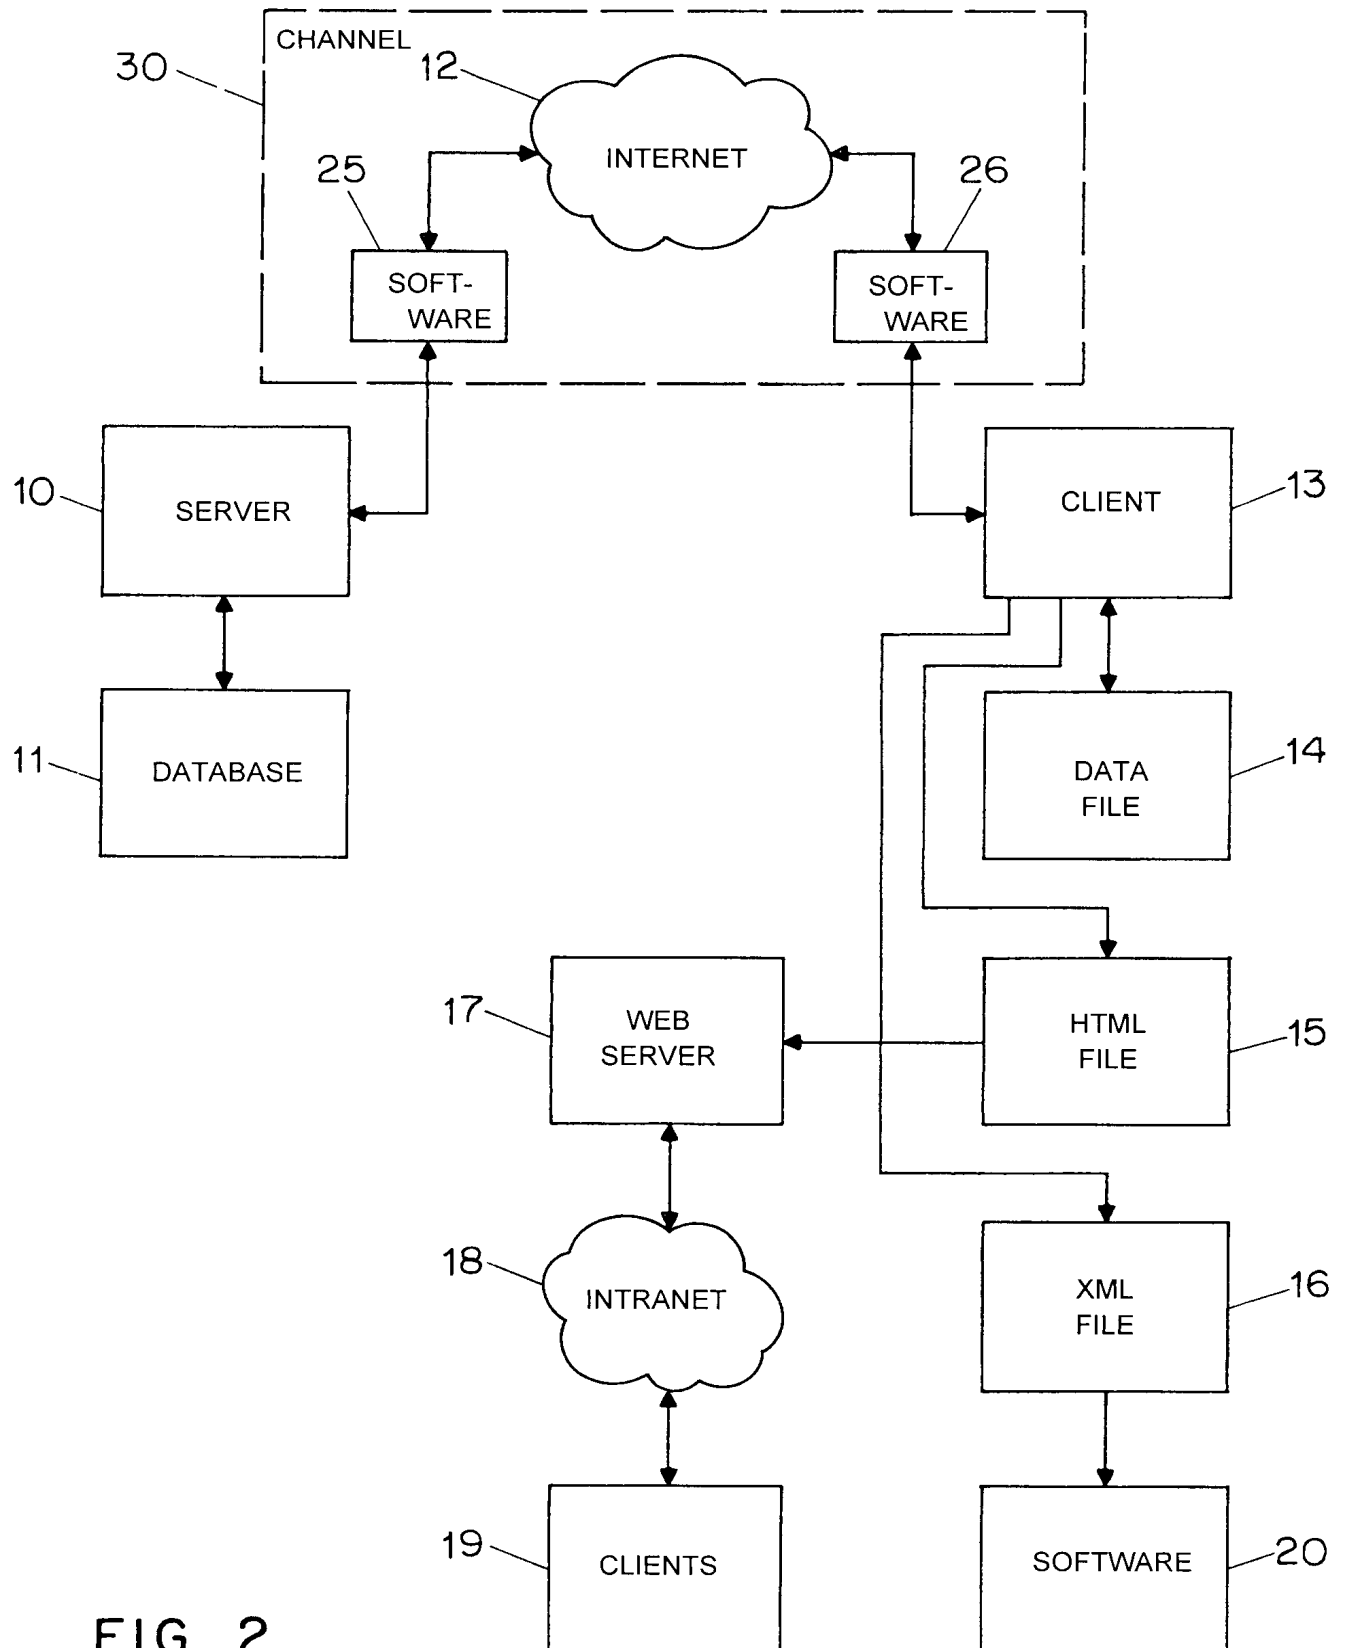 CHANNEL
30
12
INTERNET
25
26
SOFT-
WARE
SOFT-
WARE
10
SERVER
CLIENT
13
11
DATABASE
DATA
FILE
14
17
WEB
SERVER
HTML
FILE
15
18
INTRANET
XML
FILE
16
19
CLIENTS
SOFTWARE
20
FIG. 2